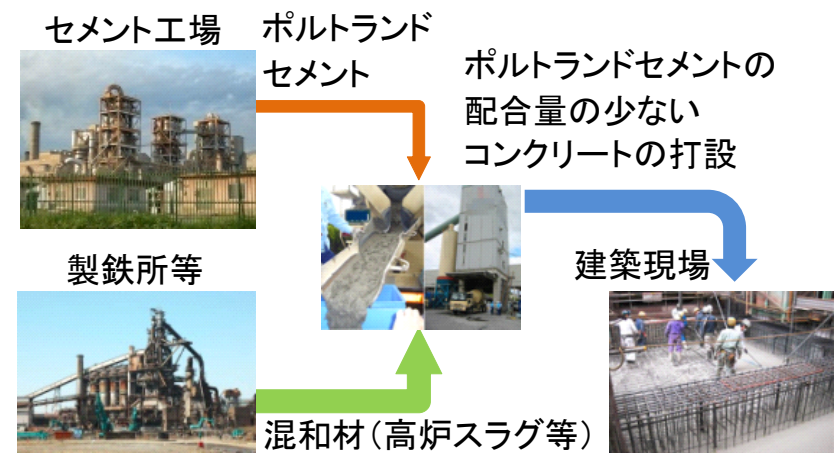 セメント工場
ポルトランド
セメント
ポルトランドセメントの
配合量の少ない
コンクリートの打設
製鉄所等
建築現場
混和材（高炉スラグ等）